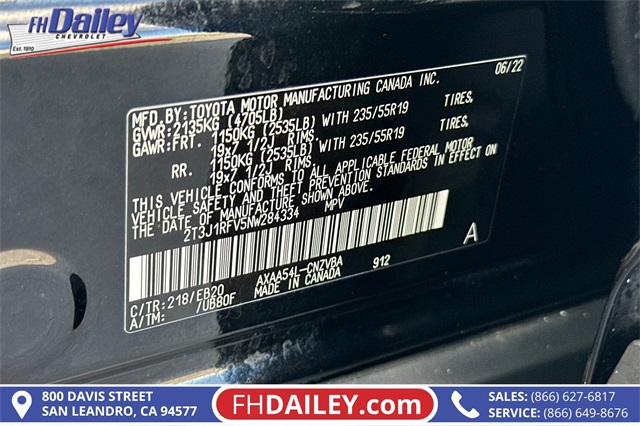 FH Dailey
CHEVROLET
Est. 1910
06/22
MFD.BY:TOYOTA MOTOR MANUFACTURING CANADA INC.
GVWR:2135KG (4705LB)
GAWR:FRT. 1150KG (2535LB) WITH 235/55R19 TIRES.
19x7 1/2J RIMS.
RR. 1150KG (2535LB) WITH 235/55R19 TIRES.
19x7 1/2J RIMS.
THIS VEHICLE CONFORMS TO ALL APPLICABLE FEDERAL MOTOR
VEHICLE SAFETY AND THEFT PREVENTION STANDARDS IN EFFECT ON
THE DATE OF MANUFACTURE SHOWN ABOVE.
2T3J1RFV5NW284334 MPV
A
C/TR:218/EB20 AXAA54L-CNZVBA 912
A/TM: /UB80F MADE IN CANADA
800 DAVIS STREET
SAN LEANDRO, CA 94577
FHDAILEY.com
SALES: (866) 627-6817
SERVICE: (866) 649-8676